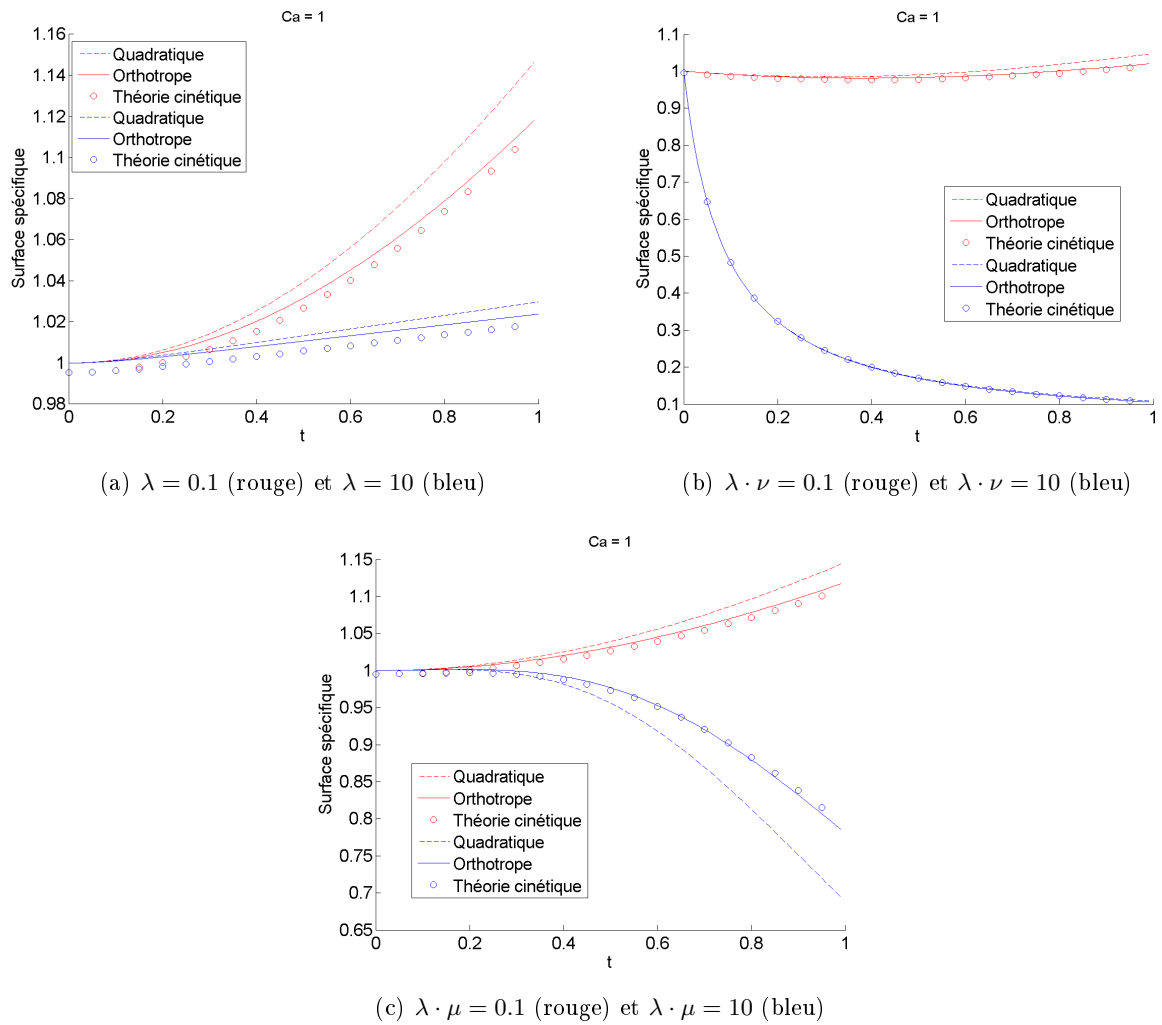 Ca = 1
1.16
1.14
1.12
1.1
1.08
1.06
1.04
1.02
1
0.98
Surface spécifique
Quadratique
Orthotrope
Théorie cinétique
Quadratique
Orthotrope
Théorie cinétique
0 0.2 0.4 0.6 0.8 1
t
(a) λ = 0.1 (rouge) et λ = 10 (bleu)
Ca = 1
1.1
1
0.9
0.8
0.7
0.6
0.5
0.4
0.3
0.2
0.1
Surface spécifique
Quadratique
Orthotrope
Théorie cinétique
Quadratique
Orthotrope
Théorie cinétique
0 0.2 0.4 0.6 0.8 1
t
(b) λ · ν = 0.1 (rouge) et λ · ν = 10 (bleu)
Ca = 1
1.15
1.1
1.05
1
0.95
0.9
0.85
0.8
0.75
0.7
0.65
Surface spécifique
Quadratique
Orthotrope
Théorie cinétique
Quadratique
Orthotrope
Théorie cinétique
0 0.2 0.4 0.6 0.8 1
t
(c) λ · μ = 0.1 (rouge) et λ · μ = 10 (bleu)